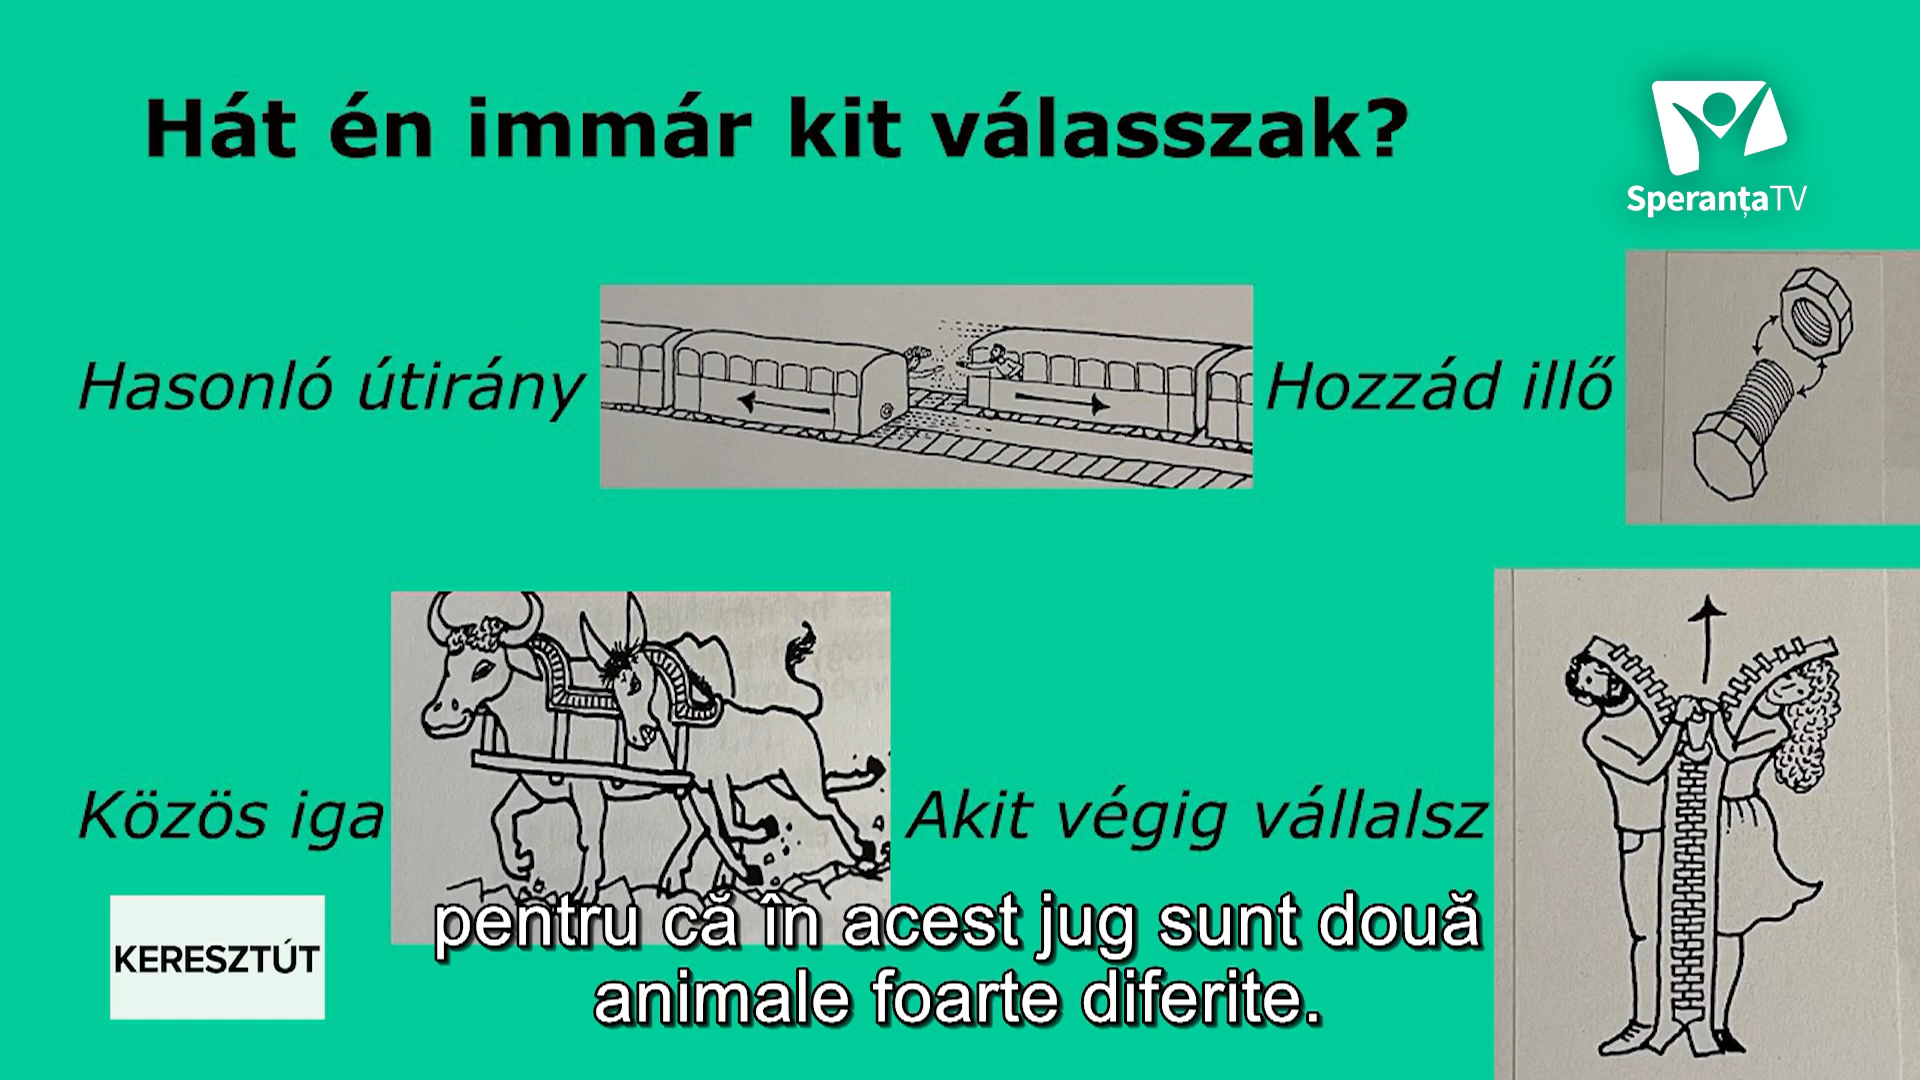 Hát én immár kit válasszak?
SperanțaTV
Hasonló útirány
Hozzád illő
Közös iga
Akit végig vállalsz
KERESZTÚT
pentru că în acest jug sunt două
animale foarte diferite.